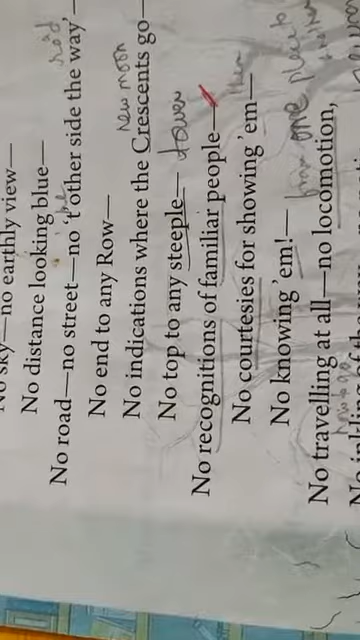 sky—no earthly view—
No distance looking blue—
No road—no street—no 't other side the way'—
No end to any Row—
new moon
No indications where the Crescents go—
No top to any steeple— tower
No recognitions of familiar people—
No courtesies for showing 'em—
No knowing 'em!— from one place to another
No travelling at all—no locomotion,